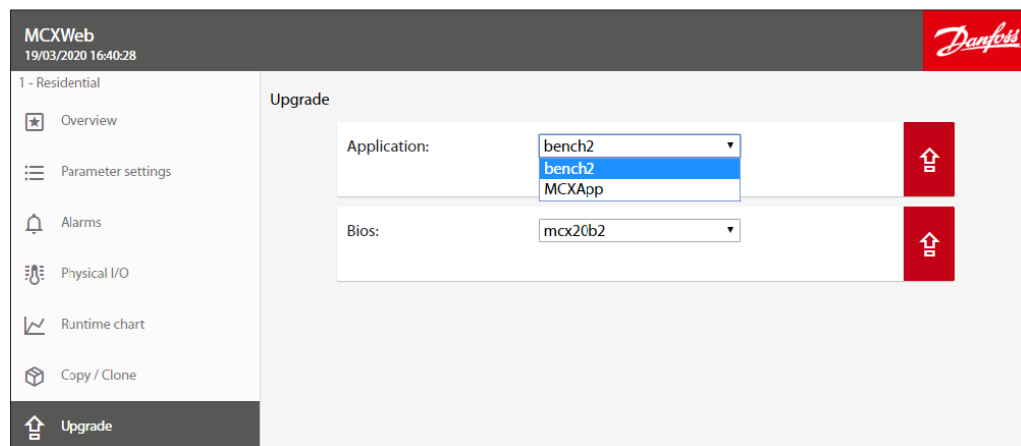 MCXWeb
19/03/2020 16:40:28
Danfoss
1 - Residential
Overview
Parameter settings
Alarms
Physical I/O
Runtime chart
Copy / Clone
Upgrade
Upgrade
Application:
bench2
bench2
MCXApp
Bios:
mcx20b2